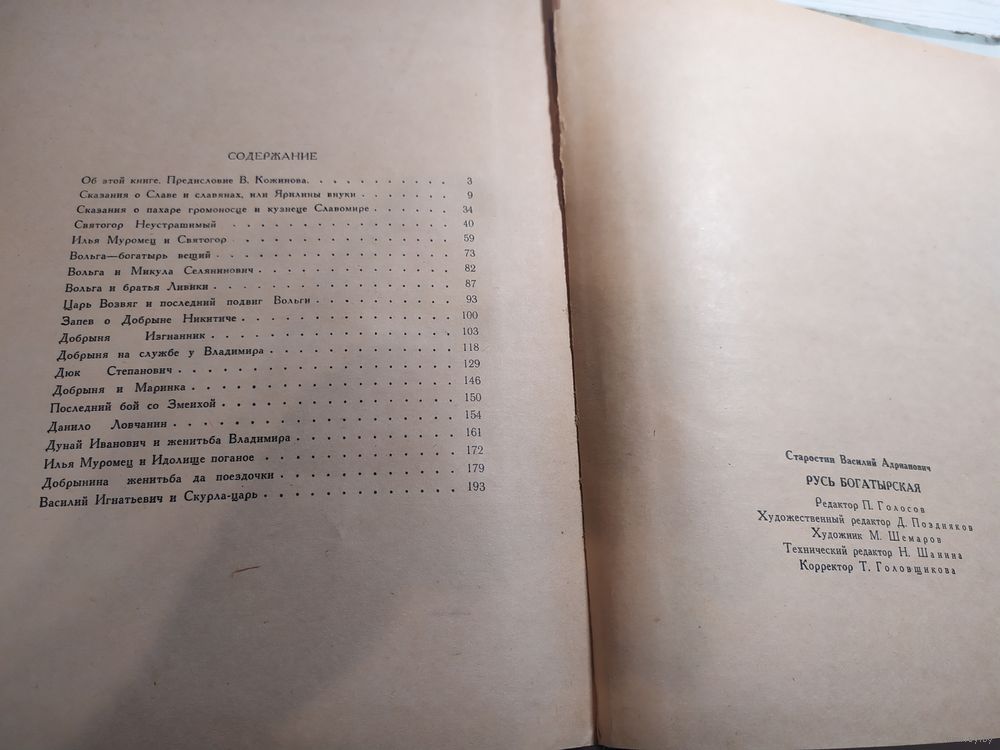 СОДЕРЖАНИЕ
Об этой книге. Предисловие В. Кожинова. . . . . . . . . . 3
Сказания о Славе и славянах, или Ярилины внуки . . . . . . . 9
Сказания о пахаре громоносце и кузнеце Славомире . . . . . . 34
Святогор Неустрашимый . . . . . . . . . . . . . . 40
Илья Муромец и Святогор . . . . . . . . . . . . . 59
Вольга—богатырь вещий . . . . . . . . . . . . . . 73
Вольга и Микула Селянинович . . . . . . . . . . . . 82
Вольга и братья Ливики . . . . . . . . . . . . . . 87
Царь Возвяг и последний подвиг Вольги . . . . . . . . . 93
Запев о Добрыне Никитиче . . . . . . . . . . . . . 100
Добрыня Изгнанник . . . . . . . . . . . . . . . 103
Добрыня на службе у Владимира . . . . . . . . . . . 118
Дюк Степанович . . . . . . . . . . . . . . . . 129
Добрыня и Маринка . . . . . . . . . . . . . . . 146
Последний бой со Змеихой . . . . . . . . . . . . . 150
Данило Ловчанин . . . . . . . . . . . . . . . . 154
Дунай Иванович и женитьба Владимира . . . . . . . . . 161
Илья Муромец и Идолище поганое . . . . . . . . . . . 172
Добрынина женитьба да поездочки . . . . . . . . . . . 179
Василий Игнатьевич и Скурла-царь . . . . . . . . . . . 193
Старостин Василий Адрианович
РУСЬ БОГАТЫРСКАЯ
Редактор П. Голосов
Художественный редактор Д. Поздняков
Художник М. Шемаров
Технический редактор Н. Шанина
Корректор Т. Головщикова